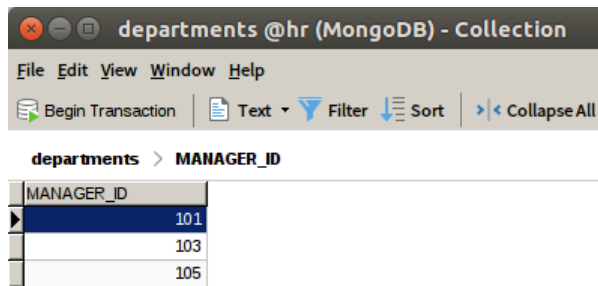 departments @hr (MongoDB) - Collection
File Edit View Window Help
Begin Transaction Text Filter Sort Collapse All
departments > MANAGER_ID
MANAGER_ID
101
103
105